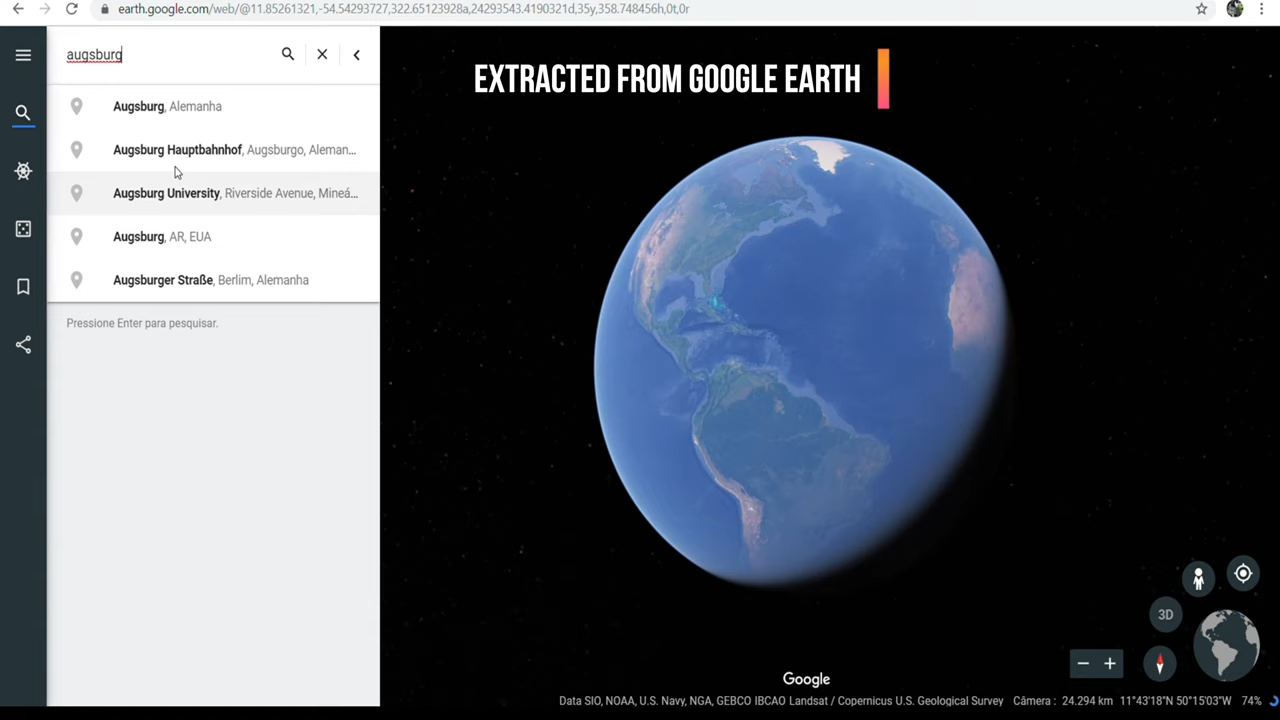 earth.google.com/web/@11.85261321,-54.54293727,322.65123928a,24293543.4190321d,35y,358.748456h,0t,0r
augsburg
EXTRACTED FROM GOOGLE EARTH
Augsburg, Alemanha
Augsburg Hauptbahnhof, Augsburgo, Aleman...
Augsburg University, Riverside Avenue, Mineá...
Augsburg, AR, EUA
Augsburger Straße, Berlim, Alemanha
Pressione Enter para pesquisar.
3D
Google
Data SIO, NOAA, U.S. Navy, NGA, GEBCO IBCAO Landsat / Copernicus U.S. Geological Survey Câmera : 24.294 km 11°43'18"N 50°15'03"W 74%